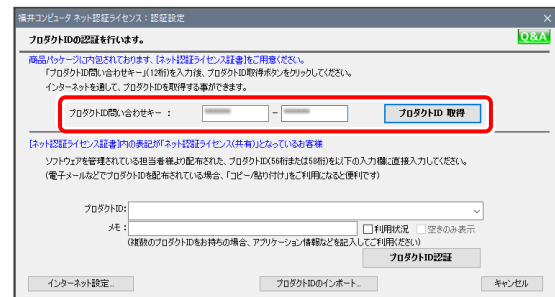 福井コンピュータ ネット認証ライセンス：認証設定
プロダクトIDの認証を行います。
Q&A
商品パッケージに内包されております、[ネット認証ライセンス証書]をご用意ください。
「プロダクトID問い合わせキー」(12桁)を入力後、プロダクトID取得ボタンをクリックしてください。
インターネットを通して、プロダクトIDを取得する事ができます。
プロダクトID問い合わせキー ：
－
プロダクトID 取得
[ネット認証ライセンス証書]内の表記が「ネット認証ライセンス(共有)」となっているお客様
ソフトウェアを管理されている担当者様より配布された、プロダクトID(56桁または58桁)を以下の入力欄に直接入力してください。
(電子メールなどでプロダクトIDを配布されている場合、「コピー/貼り付け」をご利用になると便利です)
プロダクトID:
メモ：
利用状況
空きのみ表示
(複数のプロダクトIDをお持ちの場合、アプリケーション情報などを記入してご利用ください)
プロダクトID認証
インターネット設定...
プロダクトIDのインポート...
キャンセル